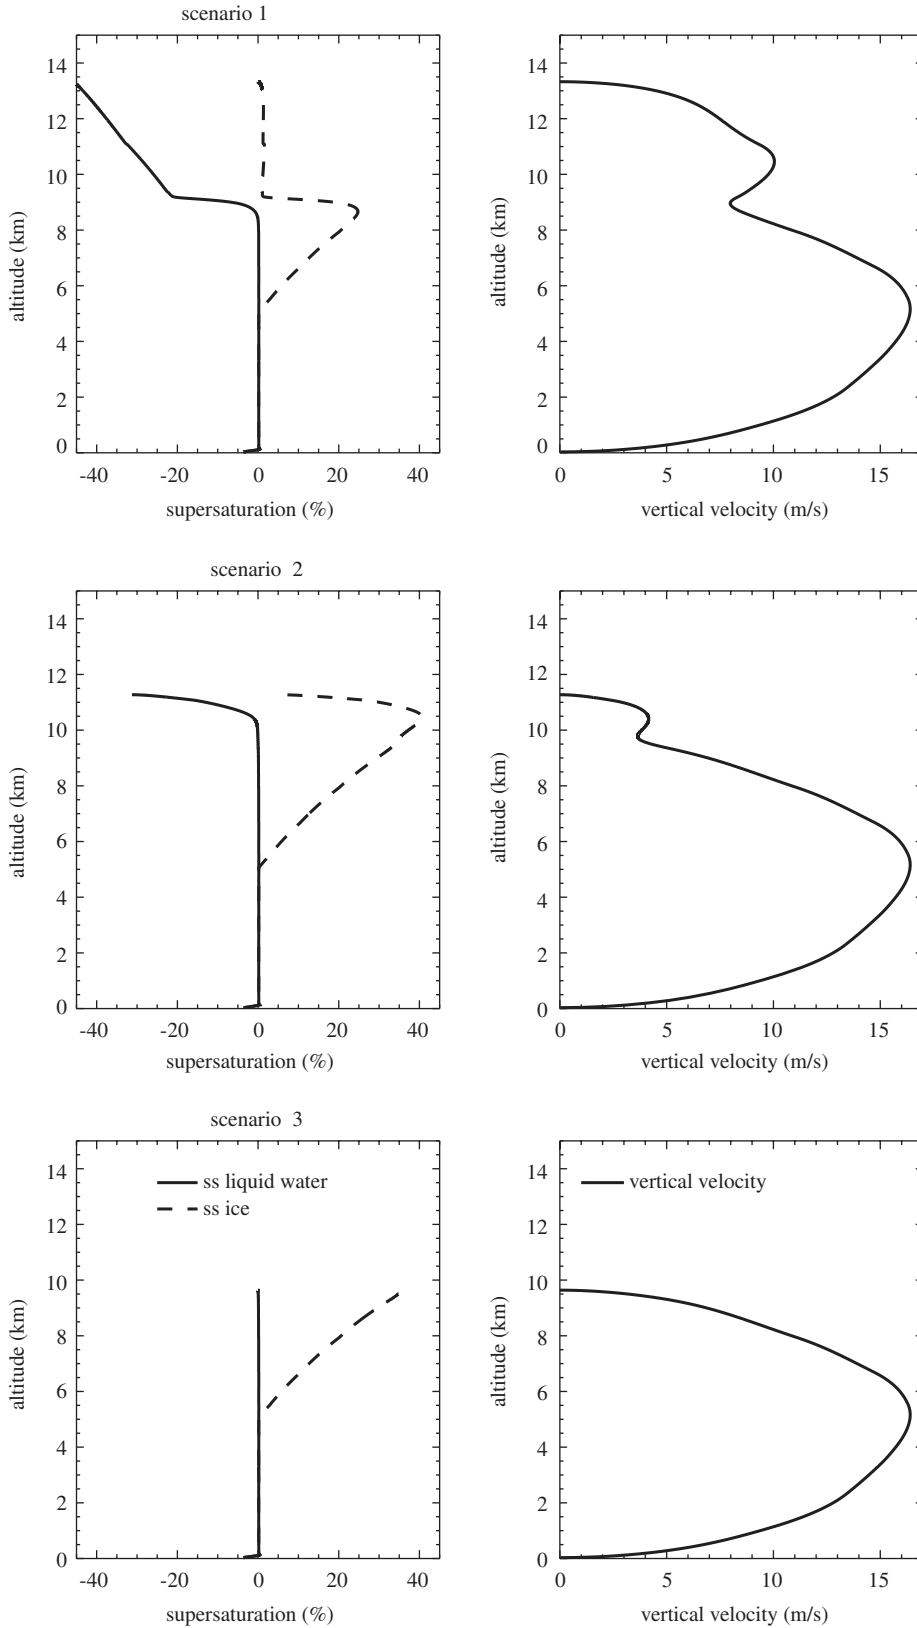 scenario 1
14
12
10
8
6
4
2
0
altitude (km)
-40 -20 0 20 40
supersaturation (%)
14
12
10
8
6
4
2
0
altitude (km)
0 5 10 15
vertical velocity (m/s)
scenario 2
14
12
10
8
6
4
2
0
altitude (km)
-40 -20 0 20 40
supersaturation (%)
14
12
10
8
6
4
2
0
altitude (km)
0 5 10 15
vertical velocity (m/s)
scenario 3
ss liquid water
ss ice
14
12
10
8
6
4
2
0
altitude (km)
-40 -20 0 20 40
supersaturation (%)
vertical velocity
14
12
10
8
6
4
2
0
altitude (km)
0 5 10 15
vertical velocity (m/s)